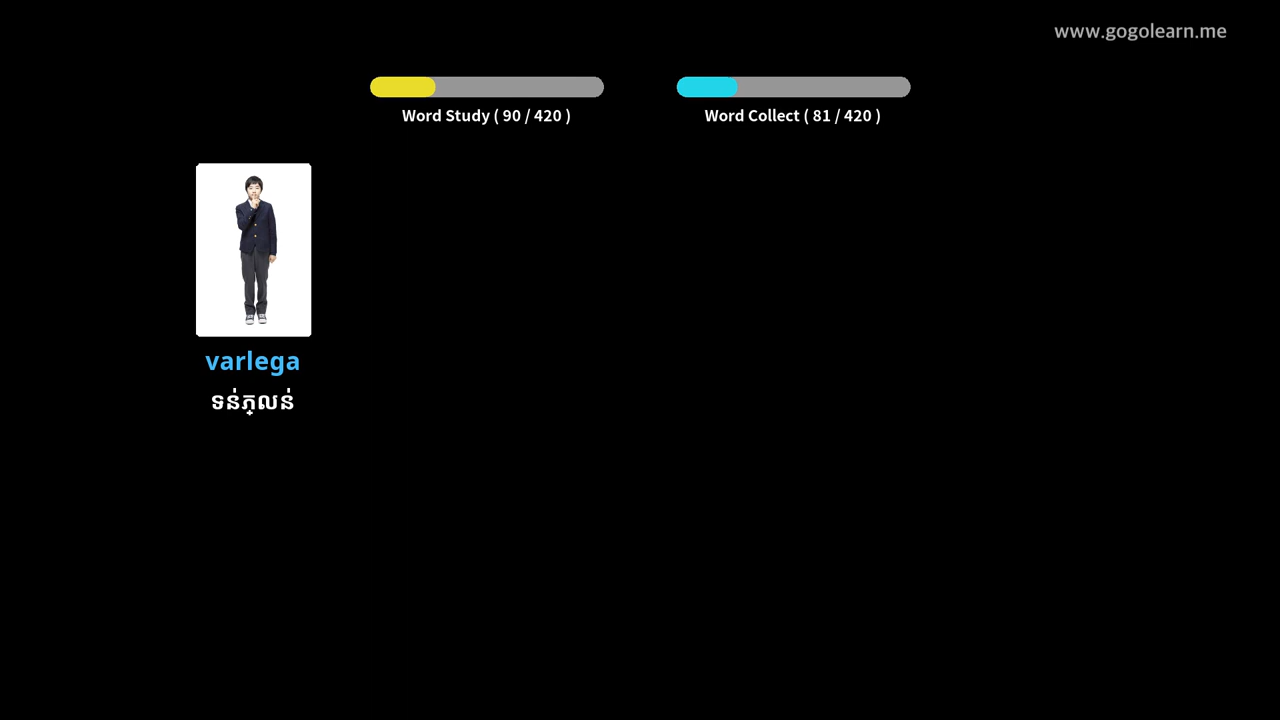 www.gogolearn.me
Word Study ( 90 / 420 )
Word Collect ( 81 / 420 )
varlega
ទន់ភ្លន់